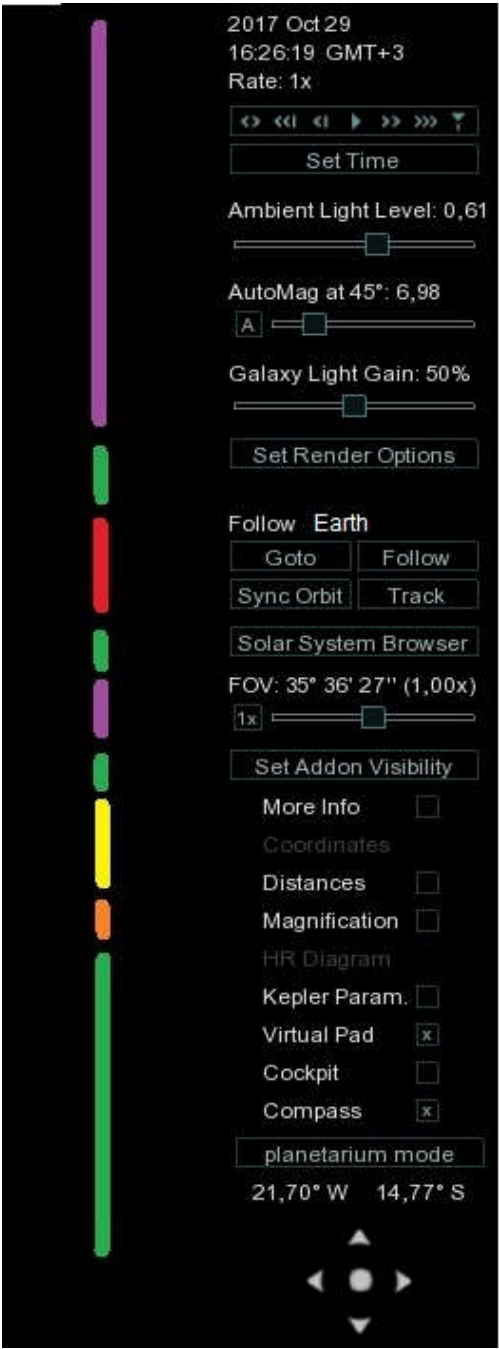 2017 Oct 29
16:26:19 GMT+3
Rate: 1x
Set Time
Ambient Light Level: 0,61
AutoMag at 45°: 6,98
A
Galaxy Light Gain: 50%
Set Render Options
Follow Earth
Goto Follow
Sync Orbit Track
Solar System Browser
FOV: 35° 36' 27'' (1,00x)
1x
Set Addon Visibility
More Info
Coordinates
Distances
Magnification
HR Diagram
Kepler Param.
Virtual Pad x
Cockpit
Compass x
planetarium mode
21,70° W 14,77° S